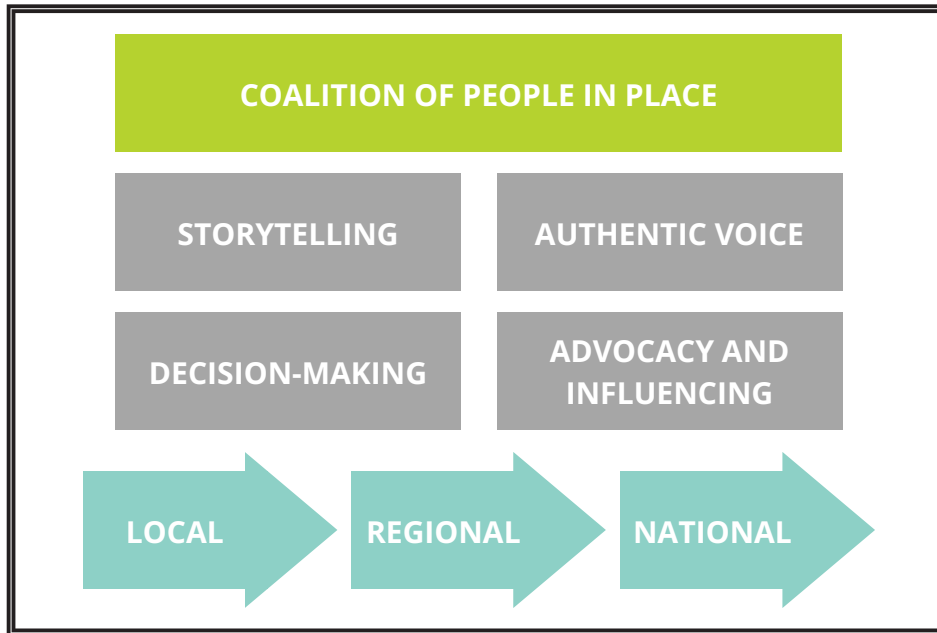 COALITION OF PEOPLE IN PLACE
STORYTELLING
AUTHENTIC VOICE
DECISION-MAKING
ADVOCACY AND
INFLUENCING
LOCAL
REGIONAL
NATIONAL